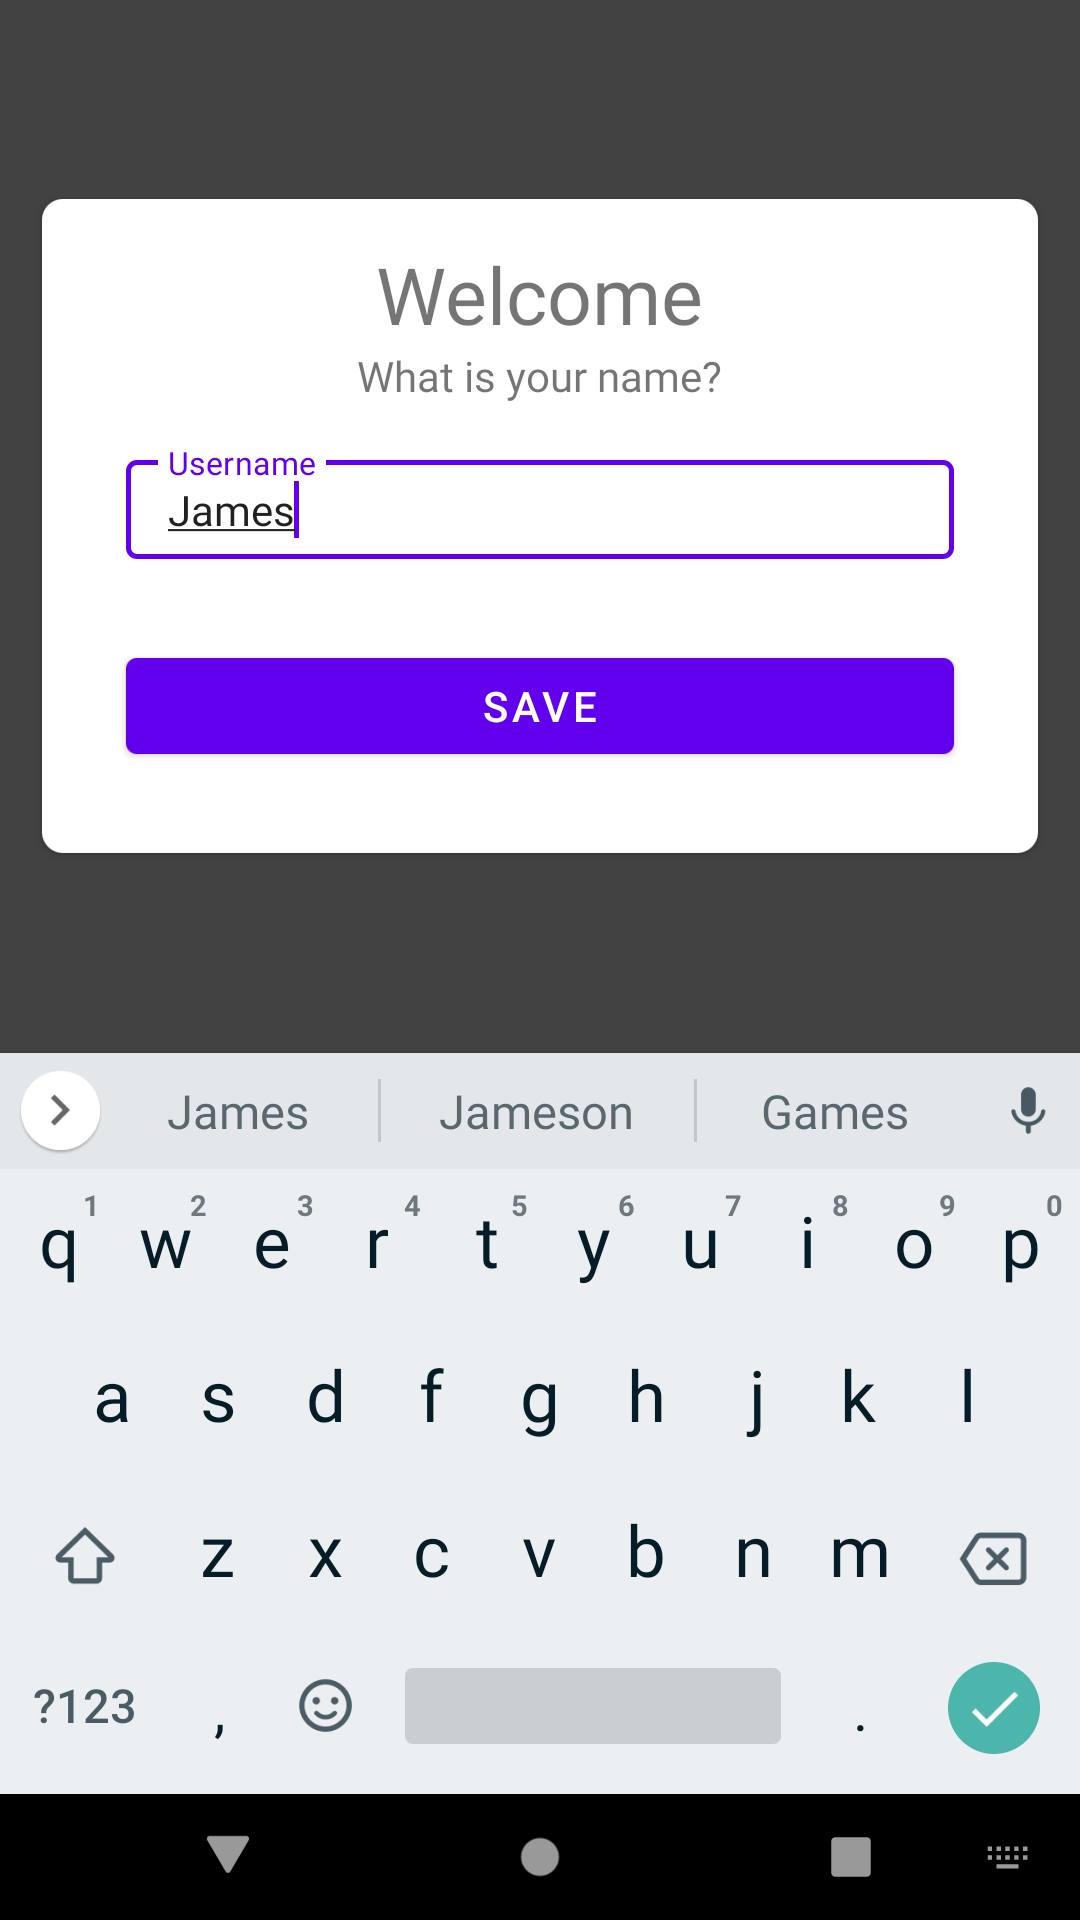 Welcome
What is your name?
Username
James
SAVE
James Jameson Games
1 2 3 4 5 6 7 8 9 0
q w e r t y u i o p
a s d f g h j k l
z x c v b n m
?123 , .